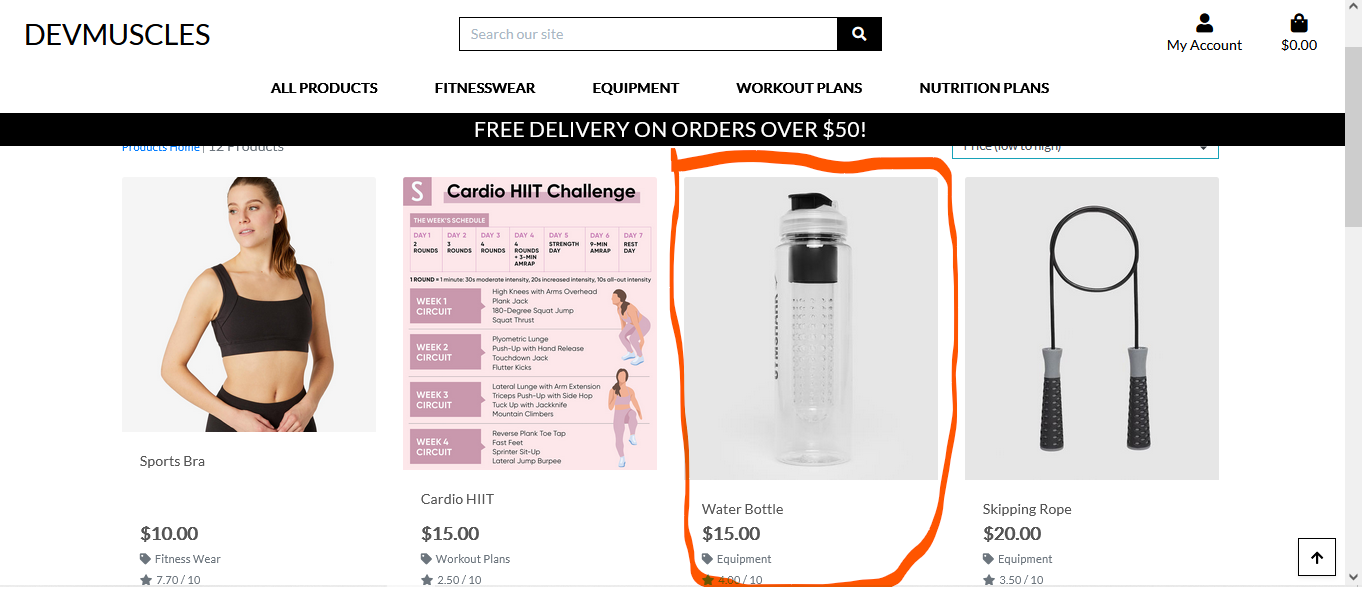 DEVMUSCLES
Search our site
My Account
$0.00
ALL PRODUCTS FITNESSWEAR EQUIPMENT WORKOUT PLANS NUTRITION PLANS
FREE DELIVERY ON ORDERS OVER $50!
Products Home | 12 Products
Price (low to high)
Sports Bra
$10.00
Fitness Wear
7.70 / 10
S Cardio HIIT Challenge
THE WEEK'S SCHEDULE
DAY 1 DAY 2 DAY 3 DAY 4 DAY 5 DAY 6 DAY 7
2 3 4 4 STRENGTH 9-MIN REST
ROUNDS ROUNDS ROUNDS ROUNDS DAY AMRAP DAY
+ 3-MIN
AMRAP
1 ROUND = 1 minute: 30s moderate intensity, 20s increased intensity, 10s all-out intensity
WEEK 1
CIRCUIT
High Knees with Arms Overhead
Plank Jack
180-Degree Squat Jump
Squat Thrust
WEEK 2
CIRCUIT
Plyometric Lunge
Push-Up with Hand Release
Touchdown Jack
Flutter Kicks
WEEK 3
CIRCUIT
Lateral Lunge with Arm Extension
Triceps Push-Up with Side Hop
Tuck Up with Jackknife
Mountain Climbers
WEEK 4
CIRCUIT
Reverse Plank Toe Tap
Fast Feet
Sprinter Sit-Up
Lateral Jump Burpee
Cardio HIIT
$15.00
Workout Plans
2.50 / 10
Water Bottle
$15.00
Equipment
4.00 / 10
Skipping Rope
$20.00
Equipment
3.50 / 10